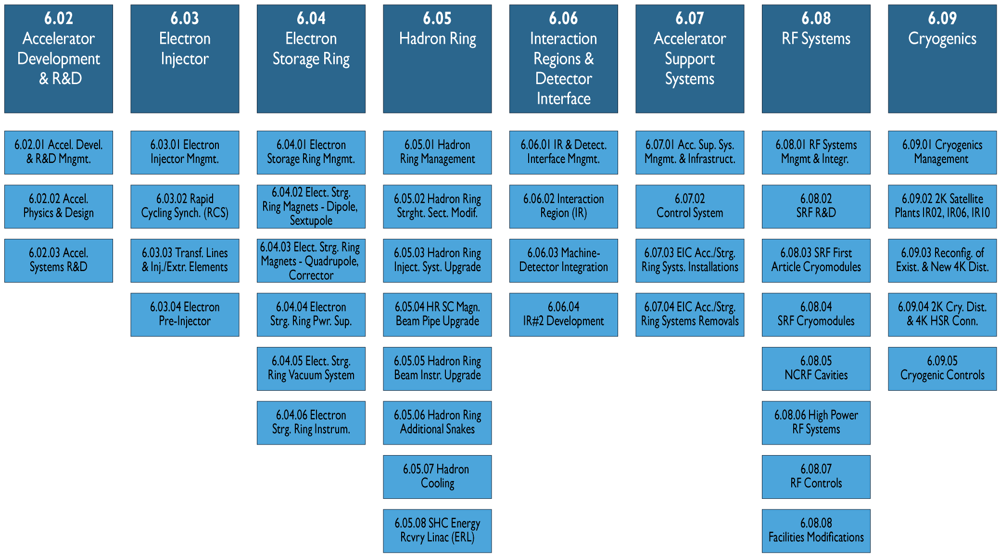 6.02
Accelerator
Development
& R&D
6.02.01 Accel. Devel.
& R&D Mngmt.
6.02.02 Accel.
Physics & Design
6.02.03 Accel.
Systems R&D
6.03
Electron
Injector
6.03.01 Electron
Injector Mngmt.
6.03.02 Rapid
Cycling Synch. (RCS)
6.03.03 Transf. Lines
& Inj./Extr. Elements
6.03.04 Electron
Pre-Injector
6.04
Electron
Storage Ring
6.04.01 Electron
Storage Ring Mngmt.
6.04.02 Elect. Strg.
Ring Magnets - Dipole,
Sextupole
6.04.03 Elect. Strg. Ring
Magnets - Quadrupole,
Corrector
6.04.04 Electron
Strg. Ring Pwr. Sup.
6.04.05 Elect. Strg.
Ring Vacuum System
6.04.06 Electron
Strg. Ring Instrum.
6.05
Hadron Ring
6.05.01 Hadron
Ring Management
6.05.02 Hadron Ring
Strght. Sect. Modif.
6.05.03 Hadron Ring
Inject. Syst. Upgrade
6.05.04 HR SC Magn.
Beam Pipe Upgrade
6.05.05 Hadron Ring
Beam Instr. Upgrade
6.05.06 Hadron Ring
Additional Snakes
6.05.07 Hadron
Cooling
6.05.08 SHC Energy
Rcvry Linac (ERL)
6.06
Interaction
Regions &
Detector
Interface
6.06.01 IR & Detect.
Interface Mngmt.
6.06.02 Interaction
Region (IR)
6.06.03 Machine-
Detector Integration
6.06.04
IR#2 Development
6.07
Accelerator
Support
Systems
6.07.01 Acc. Sup. Sys.
Mngmt. & Infrastruct.
6.07.02
Control System
6.07.03 EIC Acc./Strg.
Ring Systs. Installations
6.07.04 EIC Acc./Strg.
Ring Systems Removals
6.08
RF Systems
6.08.01 RF Systems
Mngmt & Integr.
6.08.02
SRF R&D
6.08.03 SRF First
Article Cryomodules
6.08.04
SRF Cryomodules
6.08.05
NCRF Cavities
6.08.06 High Power
RF Systems
6.08.07
RF Controls
6.08.08
Facilities Modifications
6.09
Cryogenics
6.09.01 Cryogenics
Management
6.09.02 2K Satellite
Plants IR02, IR06, IR10
6.09.03 Reconfig. of
Exist. & New 4K Dist.
6.09.04 2K Cry. Dist.
& 4K HSR Conn.
6.09.05
Cryogenic Controls